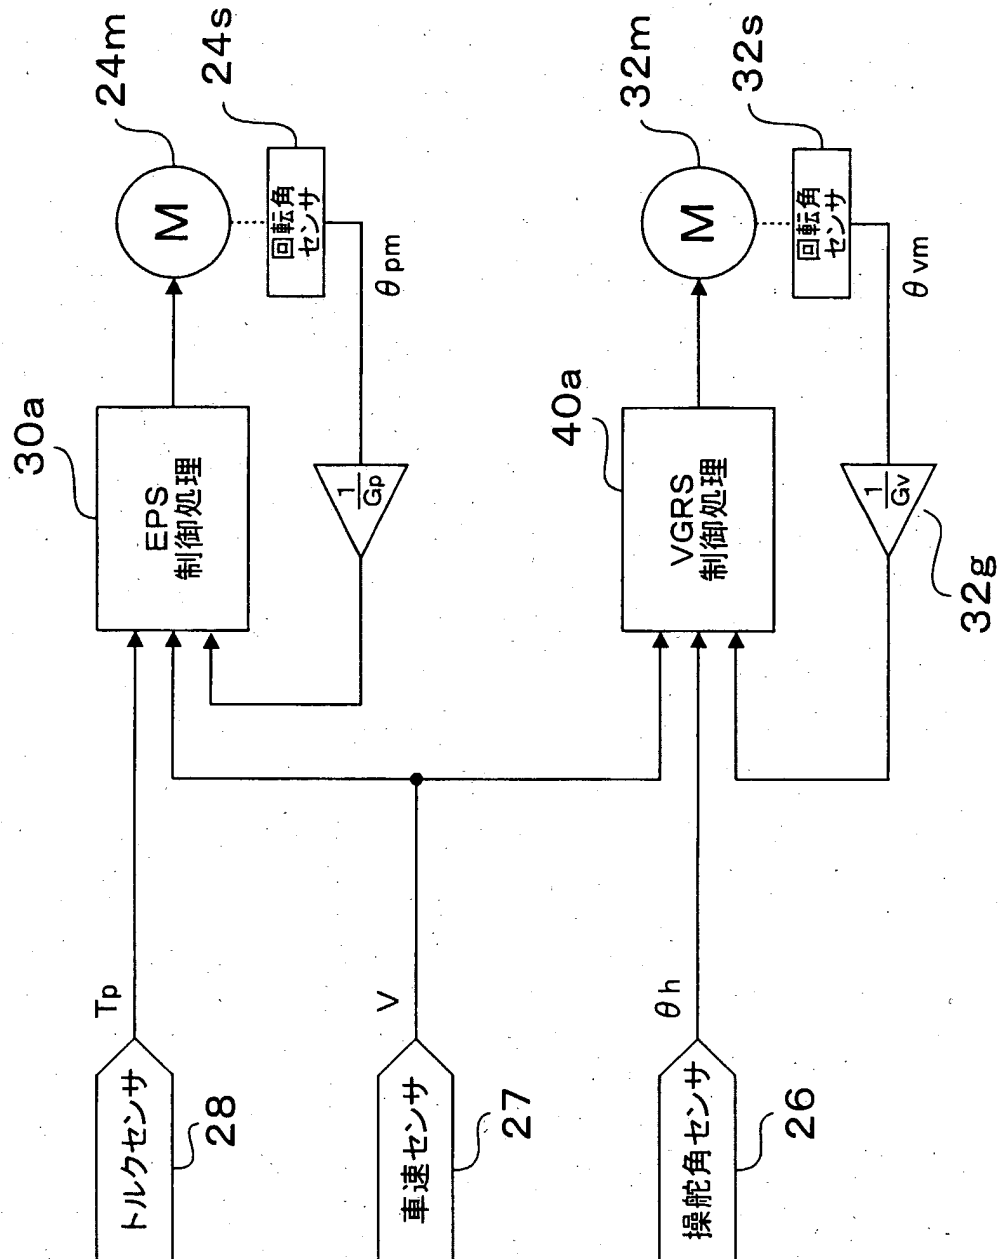 トルクセンサ
28
Tp
30a
EPS
制御処理
M
24m
回転角
センサ
24s
θpm
1
Gp
車速センサ
27
V
操舵角センサ
26
θh
40a
VGRS
制御処理
M
32m
回転角
センサ
32s
θvm
1
Gv
32g